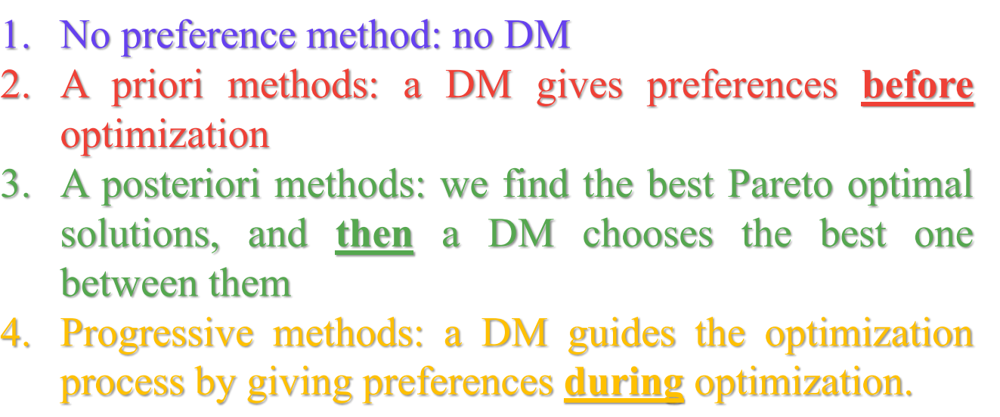 1. No preference method: no DM
2. A priori methods: a DM gives preferences before
optimization
3. A posteriori methods: we find the best Pareto optimal
solutions, and then a DM chooses the best one
between them
4. Progressive methods: a DM guides the optimization
process by giving preferences during optimization.